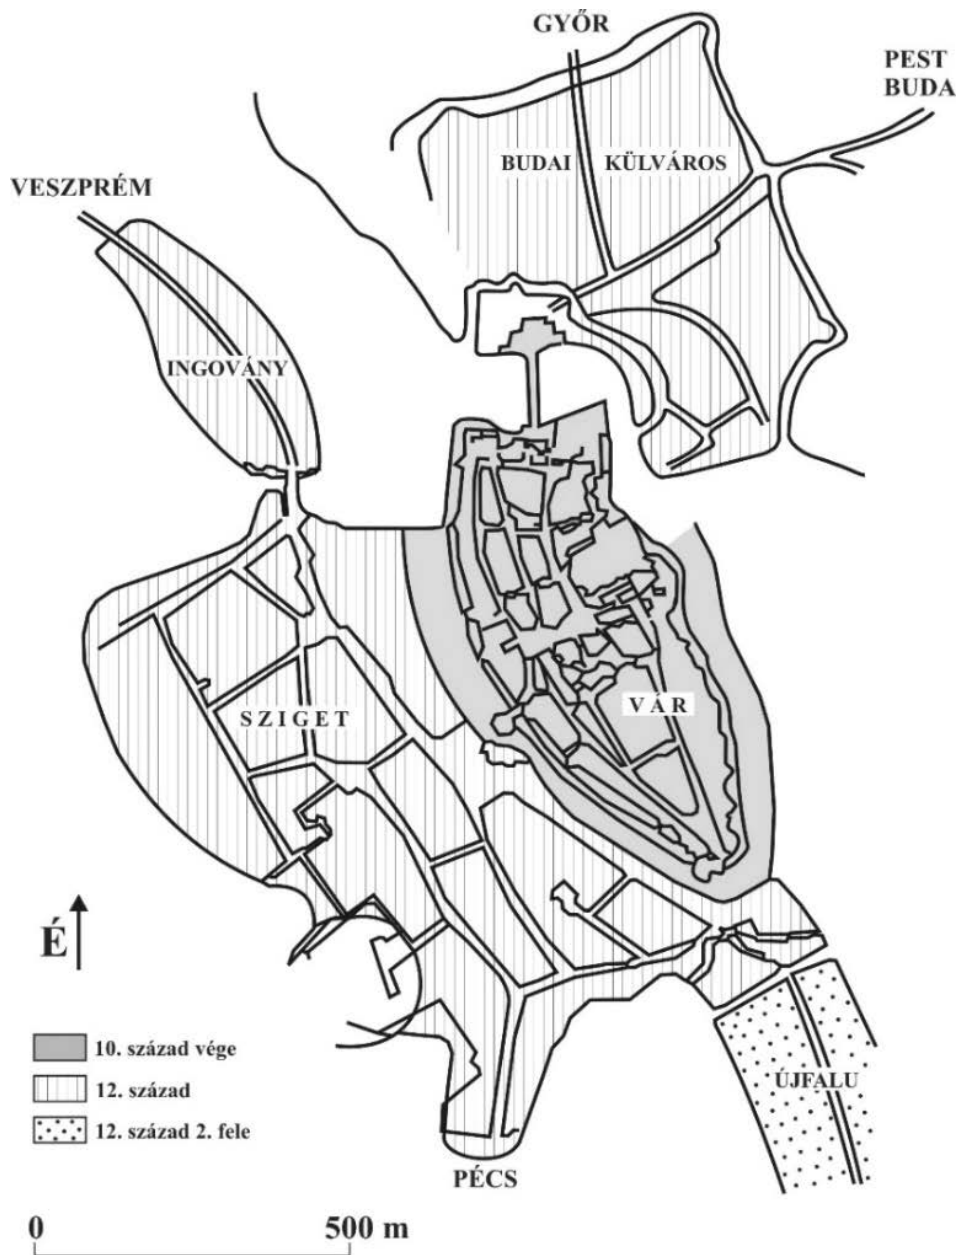 GYŐR
PEST
BUDA
BUDAI KÜLVÁROS
VESZPRÉM
INGOVÁNY
SZIGET
VÁR
É
10. század vége
12. század
12. század 2. fele
ÚJFALU
PÉCS
0 500 m